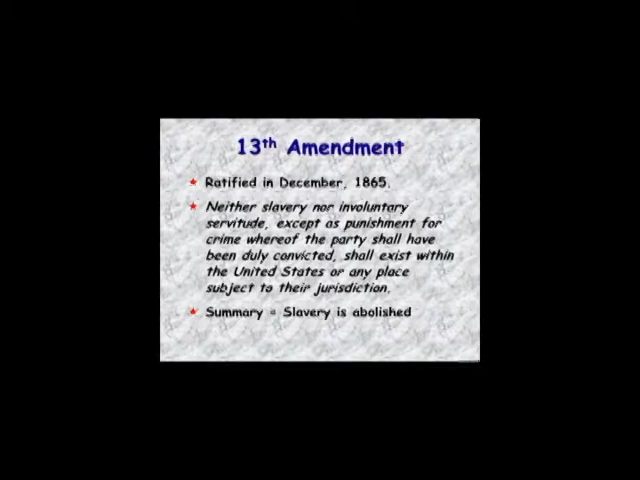 13th Amendment
Ratified in December, 1865.
Neither slavery nor involuntary
servitude, except as punishment for
crime whereof the party shall have
been duly convicted, shall exist within
the United States or any place
subject to their jurisdiction.
Summary = Slavery is abolished